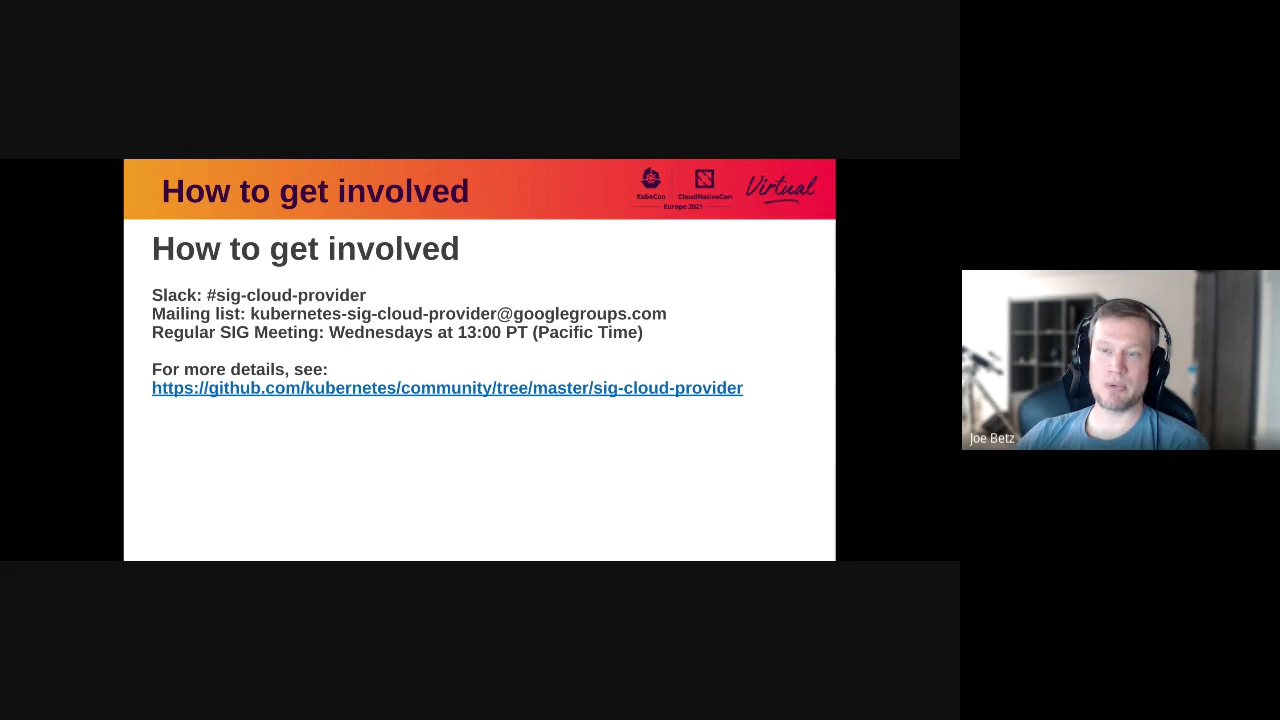 How to get involved
KubeCon
CloudNativeCon
Europe 2021
Virtual
How to get involved
Slack: #sig-cloud-provider
Mailing list: kubernetes-sig-cloud-provider@googlegroups.com
Regular SIG Meeting: Wednesdays at 13:00 PT (Pacific Time)
For more details, see:
https://github.com/kubernetes/community/tree/master/sig-cloud-provider
Joe Betz